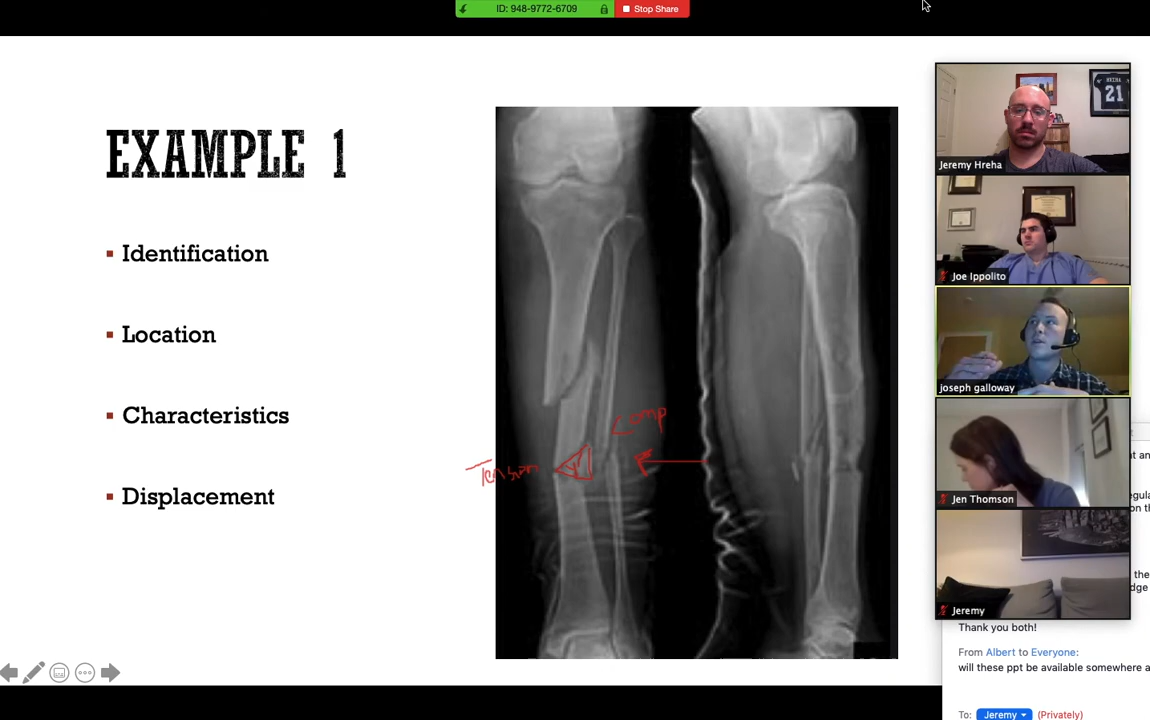 ID: 948-9772-6709
Stop Share
EXAMPLE 1
Identification
Location
Characteristics
Displacement
Comp
Tension
21
Jeremy Hreha
Joe Ippolito
joseph galloway
Jen Thomson
Jeremy
Thank you both!
From Albert to Everyone:
will these ppt be available somewhere a
To: Jeremy (Privately)